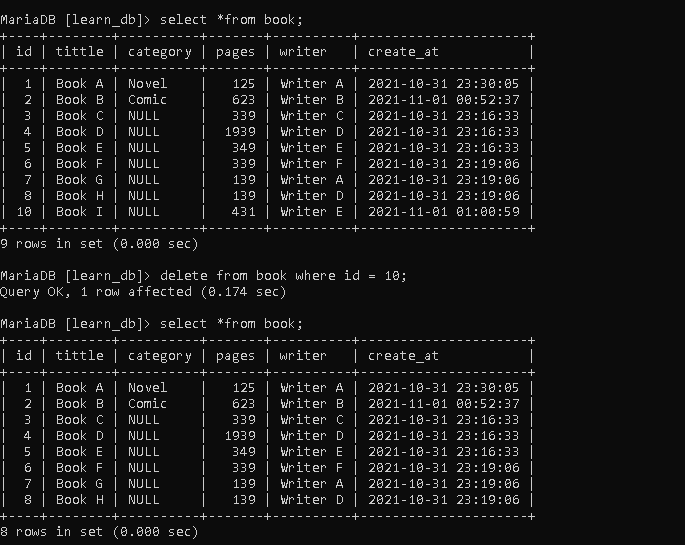 MariaDB [learn_db]> select *from book;
+----+--------+----------+-------+----------+---------------------+
| id | tittle | category | pages | writer   | create_at           |
+----+--------+----------+-------+----------+---------------------+
|  1 | Book A | Novel    |   125 | Writer A | 2021-10-31 23:30:05 |
|  2 | Book B | Comic    |   623 | Writer B | 2021-11-01 00:52:37 |
|  3 | Book C | NULL     |   339 | Writer C | 2021-10-31 23:16:33 |
|  4 | Book D | NULL     |  1939 | Writer D | 2021-10-31 23:16:33 |
|  5 | Book E | NULL     |   349 | Writer E | 2021-10-31 23:16:33 |
|  6 | Book F | NULL     |   339 | Writer F | 2021-10-31 23:19:06 |
|  7 | Book G | NULL     |   139 | Writer A | 2021-10-31 23:19:06 |
|  8 | Book H | NULL     |   139 | Writer D | 2021-10-31 23:19:06 |
| 10 | Book I | NULL     |   431 | Writer E | 2021-11-01 01:00:59 |
+----+--------+----------+-------+----------+---------------------+
9 rows in set (0.000 sec)
MariaDB [learn_db]> delete from book where id = 10;
Query OK, 1 row affected (0.174 sec)
MariaDB [learn_db]> select *from book;
+----+--------+----------+-------+----------+---------------------+
| id | tittle | category | pages | writer   | create_at           |
+----+--------+----------+-------+----------+---------------------+
|  1 | Book A | Novel    |   125 | Writer A | 2021-10-31 23:30:05 |
|  2 | Book B | Comic    |   623 | Writer B | 2021-11-01 00:52:37 |
|  3 | Book C | NULL     |   339 | Writer C | 2021-10-31 23:16:33 |
|  4 | Book D | NULL     |  1939 | Writer D | 2021-10-31 23:16:33 |
|  5 | Book E | NULL     |   349 | Writer E | 2021-10-31 23:16:33 |
|  6 | Book F | NULL     |   339 | Writer F | 2021-10-31 23:19:06 |
|  7 | Book G | NULL     |   139 | Writer A | 2021-10-31 23:19:06 |
|  8 | Book H | NULL     |   139 | Writer D | 2021-10-31 23:19:06 |
+----+--------+----------+-------+----------+---------------------+
8 rows in set (0.000 sec)